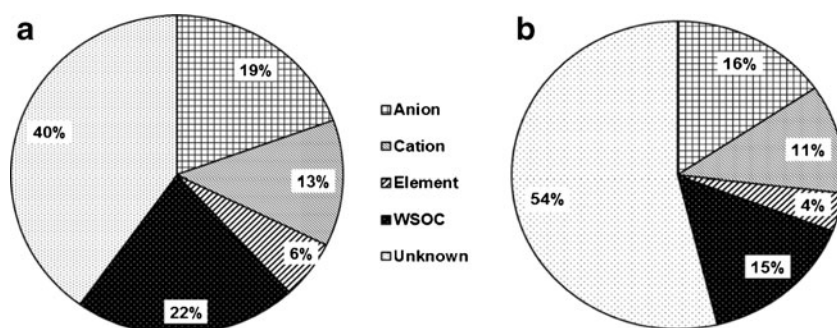 a
19%
13%
6%
22%
40%
Anion
Cation
Element
WSOC
Unknown
b
16%
11%
4%
15%
54%